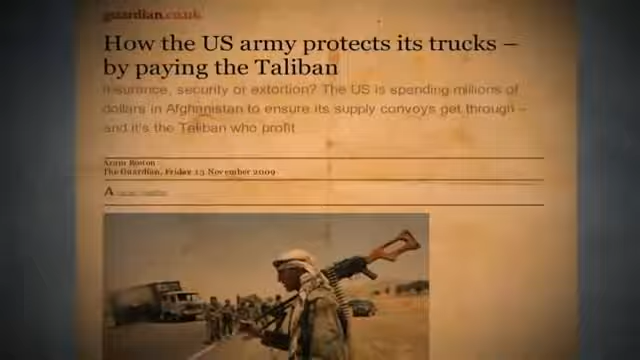 guardian.co.uk
How the US army protects its trucks –
by paying the Taliban
Insurance, security or extortion? The US is spending millions of
dollars in Afghanistan to ensure its supply convoys get through –
and it's the Taliban who profit
Aram Roston
The Guardian, Friday 13 November 2009
A